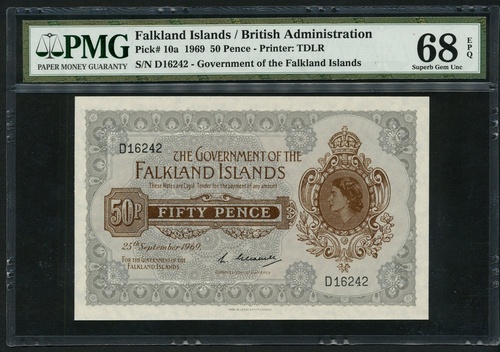 PMG
PAPER MONEY GUARANTY
Falkland Islands / British Administration
Pick# 10a 1969 50 Pence - Printer: TDLR
S/N D16242 - Government of the Falkland Islands
68 EPQ
Superb Gem Unc
D16242
THE GOVERNMENT OF THE
FALKLAND ISLANDS
These Notes are Legal Tender for the payment of any amount
50P
FIFTY PENCE
25th September 1969.
FOR THE GOVERNMENT OF THE
FALKLAND ISLANDS
D16242